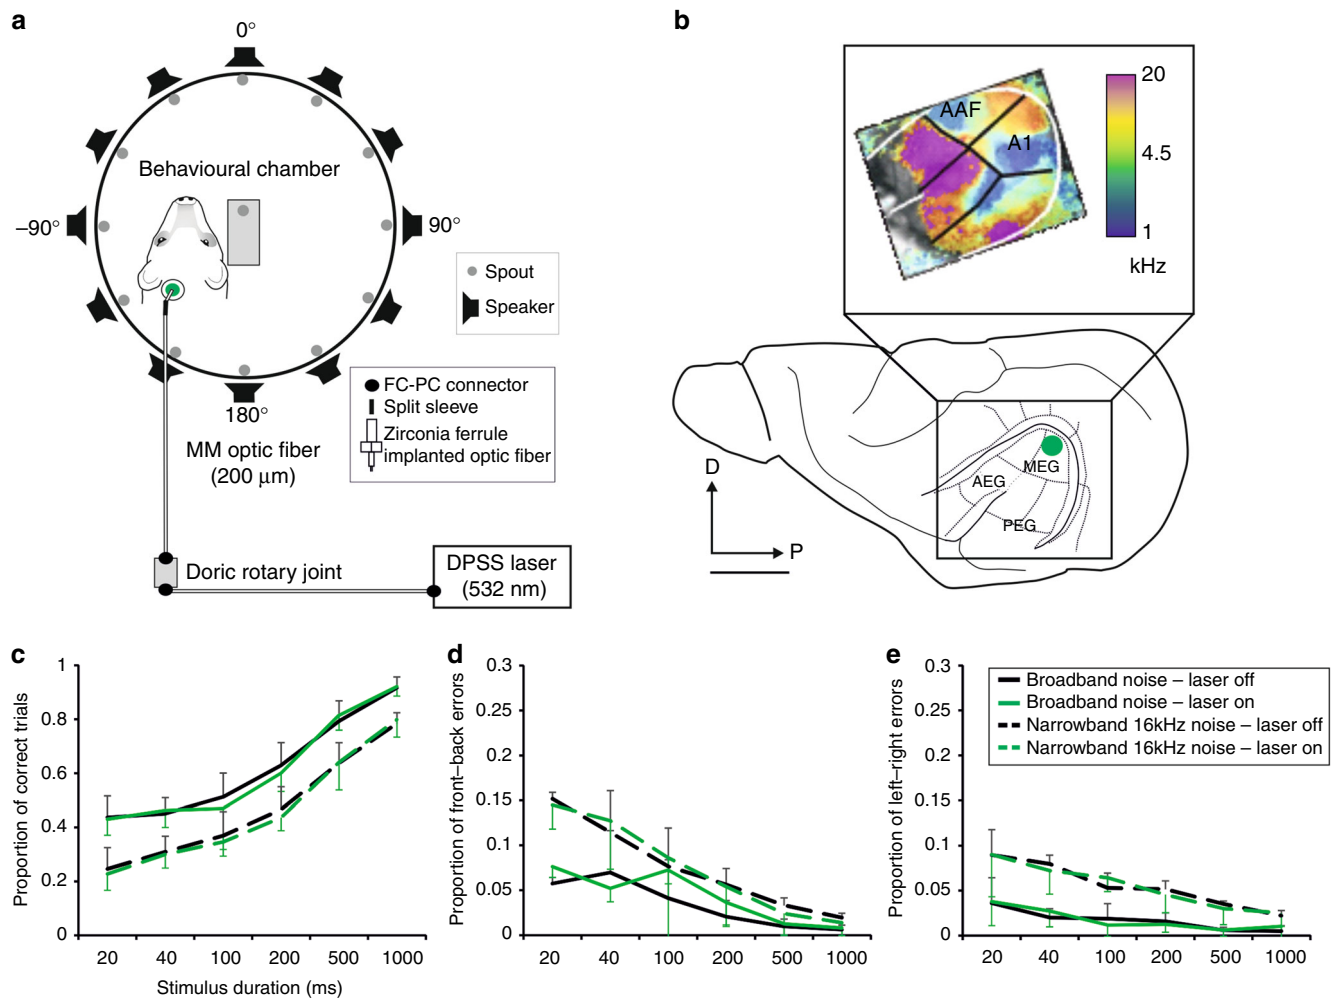 a
0°
Behavioural chamber
–90°
90°
Spout
Speaker
180°
MM optic fiber
(200 µm)
FC-PC connector
Split sleeve
Zirconia ferrule
implanted optic fiber
Doric rotary joint
DPSS laser
(532 nm)
b
AAF
A1
20
4.5
1
kHz
D
P
MEG
AEG
PEG
c
Proportion of correct trials
1
0.8
0.6
0.4
0.2
0
20 40 100 200 500 1000
Stimulus duration (ms)
d
Proportion of front–back errors
0.3
0.25
0.2
0.15
0.1
0.05
0
20 40 100 200 500 1000
e
Proportion of left–right errors
0.3
0.25
0.2
0.15
0.1
0.05
0
20 40 100 200 500 1000
Broadband noise – laser off
Broadband noise – laser on
Narrowband 16kHz noise – laser off
Narrowband 16kHz noise – laser on